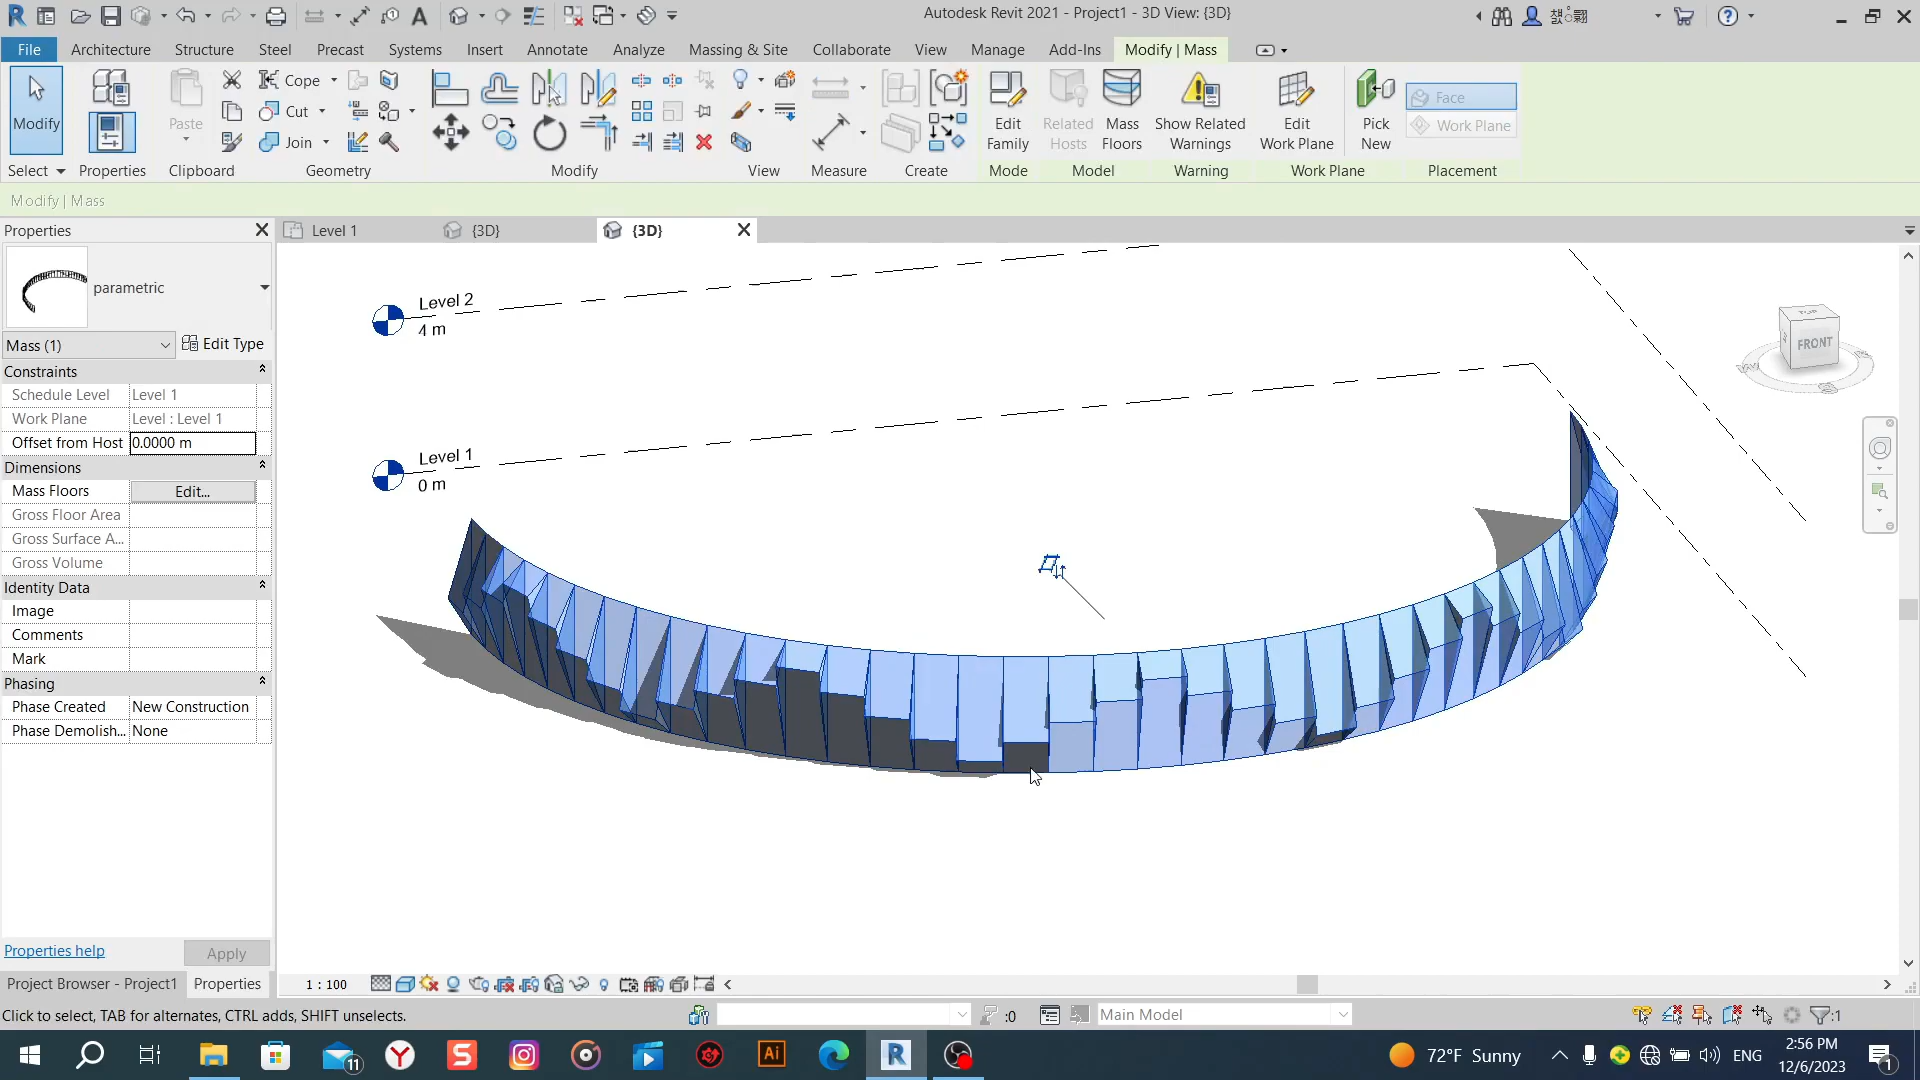 Autodesk Revit 2021 - Project1 - 3D View: {3D}
File Architecture Structure Steel Precast Systems Insert Annotate Analyze Massing & Site Collaborate View Manage Add-Ins Modify | Mass
Modify
Paste
Cope
Cut
Join
Edit Family
Related Hosts
Mass Floors
Show Related Warnings
Edit Work Plane
Pick New
Face
Work Plane
Select Properties Clipboard Geometry Modify View Measure Create Mode Model Warning Work Plane Placement
Modify | Mass
Properties
Level 1 {3D} {3D}
parametric
Mass (1) Edit Type
Constraints
Schedule Level Level 1
Work Plane Level : Level 1
Offset from Host 0.0000 m
Dimensions
Mass Floors Edit...
Gross Floor Area
Gross Surface A...
Gross Volume
Identity Data
Image
Comments
Mark
Phasing
Phase Created New Construction
Phase Demolish... None
Level 2
4 m
Level 1
0 m
FRONT
Properties help Apply
Project Browser - Project1 Properties
1 : 100
Click to select, TAB for alternates, CTRL adds, SHIFT unselects.
:0
Main Model
:1
11
72°F Sunny
ENG
2:56 PM
12/6/2023
1